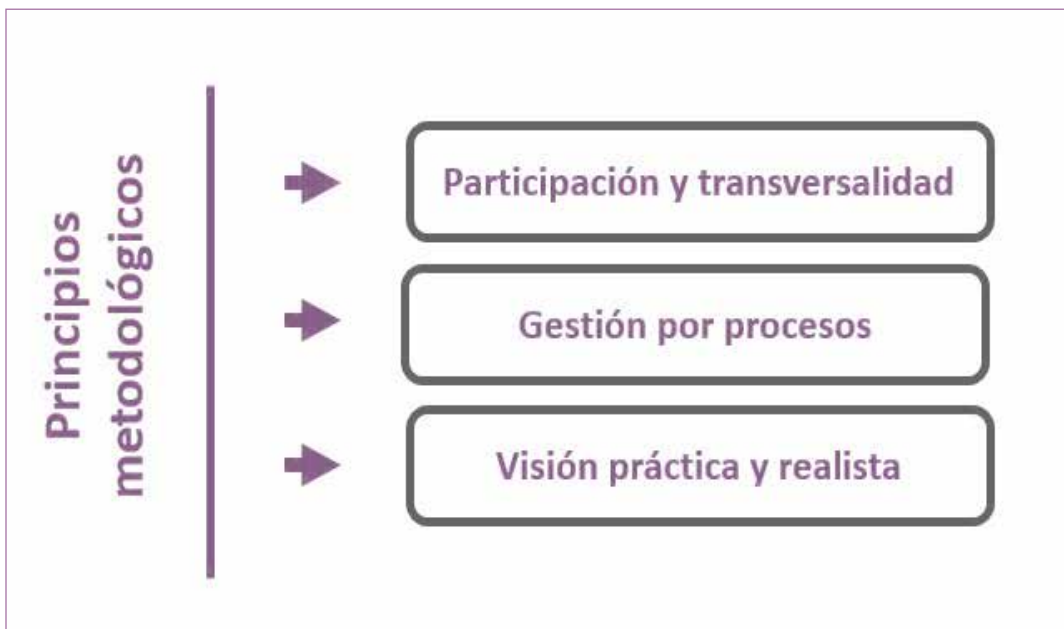 Principios
metodológicos
Participación y transversalidad
Gestión por procesos
Visión práctica y realista